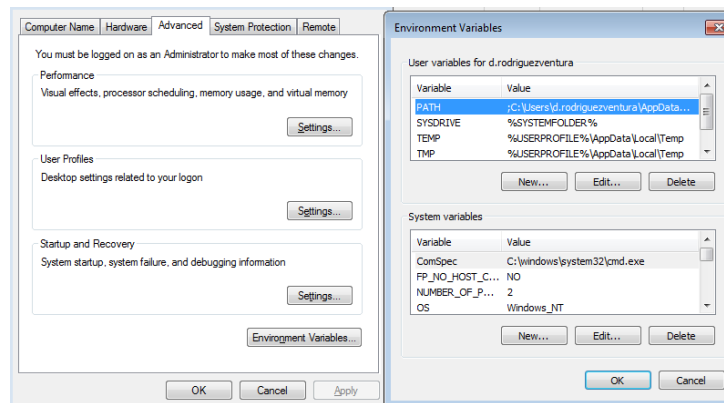 Computer Name Hardware Advanced System Protection Remote
You must be logged on as an Administrator to make most of these changes.
Performance
Visual effects, processor scheduling, memory usage, and virtual memory
Settings...
User Profiles
Desktop settings related to your logon
Settings...
Startup and Recovery
System startup, system failure, and debugging information
Settings...
Environment Variables...
OK Cancel Apply
Environment Variables
User variables for d.rodriguezventura
Variable Value
PATH ;C:\Users\d.rodriguezventura\AppData...
SYSDRIVE %SYSTEMFOLDER%
TEMP %USERPROFILE%\AppData\Local\Temp
TMP %USERPROFILE%\AppData\Local\Temp
New... Edit... Delete
System variables
Variable Value
ComSpec C:\windows\system32\cmd.exe
FP_NO_HOST_C... NO
NUMBER_OF_P... 2
OS Windows_NT
New... Edit... Delete
OK Cancel